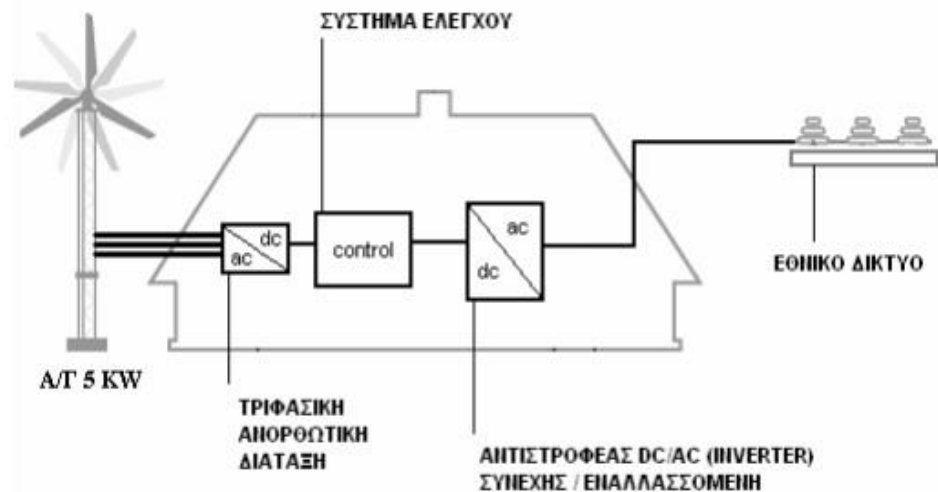 ΣΥΣΤΗΜΑ ΕΛΕΓΧΟΥ
dc
ac
control
ac
dc
ΕΘΝΙΚΟ ΔΙΚΤΥΟ
Α/Γ 5 KW
ΤΡΙΦΑΣΙΚΗ
ΑΝΟΡΘΩΤΙΚΗ
ΔΙΑΤΑΞΗ
ΑΝΤΙΣΤΡΟΦΕΑΣ DC/AC (INVERTER)
ΣΥΝΕΧΗΣ / ΕΝΑΛΛΑΣΣΟΜΕΝΗ